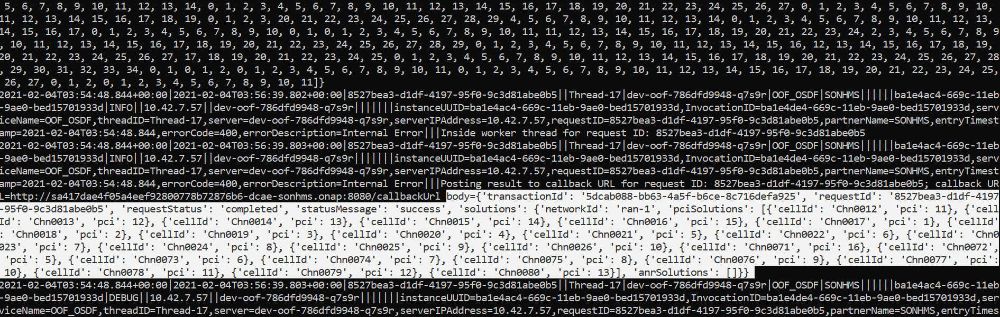 5, 6, 7, 8, 9, 10, 11, 12, 13, 14, 0, 1, 2, 3, 4, 5, 6, 7, 8, 9, 10, 11, 12, 13, 14, 15, 16, 17, 18, 19, 20, 21, 22, 23, 24, 25, 26, 27, 0, 1, 2, 3, 4, 5, 6, 7, 8, 9, 10,
11, 12, 13, 14, 15, 16, 17, 18, 19, 0, 1, 2, 3, 20, 21, 22, 23, 24, 25, 26, 27, 28, 29, 4, 5, 6, 7, 8, 9, 10, 11, 12, 13, 14, 0, 1, 2, 3, 4, 5, 6, 7, 8, 9, 10, 11, 12, 13,
14, 15, 16, 17, 0, 1, 2, 3, 4, 5, 6, 7, 8, 9, 10, 0, 1, 0, 1, 2, 3, 4, 5, 6, 7, 8, 9, 10, 11, 11, 12, 13, 14, 15, 16, 17, 18, 19, 20, 21, 22, 23, 24, 2, 3, 4, 5, 6, 7, 8, 9
, 10, 11, 12, 13, 14, 15, 16, 17, 18, 19, 20, 21, 22, 23, 24, 25, 26, 27, 28, 29, 0, 1, 2, 3, 4, 5, 6, 7, 8, 9, 10, 11, 12, 13, 14, 15, 16, 12, 13, 14, 15, 16, 17, 18, 19,
20, 21, 22, 23, 24, 25, 26, 27, 17, 18, 19, 20, 21, 22, 23, 24, 25, 0, 1, 2, 3, 4, 5, 6, 7, 8, 9, 10, 11, 12, 13, 14, 15, 16, 17, 18, 19, 20, 21, 22, 23, 24, 25, 26, 27, 28
, 29, 30, 31, 32, 33, 34, 0, 1, 0, 1, 2, 0, 1, 2, 3, 4, 5, 6, 7, 8, 9, 10, 11, 0, 1, 2, 3, 4, 5, 6, 7, 8, 9, 10, 11, 12, 13, 14, 15, 16, 17, 18, 19, 20, 21, 22, 23, 24, 25,
26, 27, 0, 1, 2, 0, 1, 2, 3, 4, 5, 6, 7, 8, 9, 10, 11]}
2021-02-04T03:54:48.844+00:00|2021-02-04T03:56:39.802+00:00|8527bea3-d1df-4197-95f0-9c3d81abe0b5||Thread-17|dev-oof-786dfd9948-q7s9r|OOF_OSDF|SONHMS||||||ba1e4ac4-669c-11eb
-9ae0-bed15701933d|INFO||10.42.7.57||dev-oof-786dfd9948-q7s9r|||||||instanceUUID=ba1e4ac4-669c-11eb-9ae0-bed15701933d,InvocationID=ba1e4de4-669c-11eb-9ae0-bed15701933d,serv
iceName=OOF_OSDF,threadID=Thread-17,server=dev-oof-786dfd9948-q7s9r,serverIPAddress=10.42.7.57,requestID=8527bea3-d1df-4197-95f0-9c3d81abe0b5,partnerName=SONHMS,entryTimest
amp=2021-02-04T03:54:48.844,errorCode=400,errorDescription=Internal Error|||Inside worker thread for request ID: 8527bea3-d1df-4197-95f0-9c3d81abe0b5
2021-02-04T03:54:48.844+00:00|2021-02-04T03:56:39.803+00:00|8527bea3-d1df-4197-95f0-9c3d81abe0b5||Thread-17|dev-oof-786dfd9948-q7s9r|OOF_OSDF|SONHMS||||||ba1e4ac4-669c-11eb
-9ae0-bed15701933d|INFO||10.42.7.57||dev-oof-786dfd9948-q7s9r|||||||instanceUUID=ba1e4ac4-669c-11eb-9ae0-bed15701933d,InvocationID=ba1e4de4-669c-11eb-9ae0-bed15701933d,serv
iceName=OOF_OSDF,threadID=Thread-17,server=dev-oof-786dfd9948-q7s9r,serverIPAddress=10.42.7.57,requestID=8527bea3-d1df-4197-95f0-9c3d81abe0b5,partnerName=SONHMS,entryTimest
amp=2021-02-04T03:54:48.844,errorCode=400,errorDescription=Internal Error|||Posting result to callback URL for request ID: 8527bea3-d1df-4197-95f0-9c3d81abe0b5; callback UR
L=http://sa417dae4f05a4eef92800778b72876b6-dcae-sonhms.onap:8080/callbackUrl body={'transactionId': '5dcab088-bb63-4a5f-b6ce-8c716defa925', 'requestId': '8527bea3-d1df-4197
-95f0-9c3d81abe0b5', 'requestStatus': 'completed', 'statusMessage': 'success', 'solutions': {'networkId': 'ran-1', 'pciSolutions': [{'cellId': 'Chn0012', 'pci': 11}, {'cell
Id': 'Chn0013', 'pci': 12}, {'cellId': 'Chn0014', 'pci': 13}, {'cellId': 'Chn0015', 'pci': 14}, {'cellId': 'Chn0016', 'pci': 15}, {'cellId': 'Chn0017', 'pci': 1}, {'cellId'
: 'Chn0018', 'pci': 2}, {'cellId': 'Chn0019', 'pci': 3}, {'cellId': 'Chn0020', 'pci': 4}, {'cellId': 'Chn0021', 'pci': 5}, {'cellId': 'Chn0022', 'pci': 6}, {'cellId': 'Chn0
023', 'pci': 7}, {'cellId': 'Chn0024', 'pci': 8}, {'cellId': 'Chn0025', 'pci': 9}, {'cellId': 'Chn0026', 'pci': 10}, {'cellId': 'Chn0071', 'pci': 16}, {'cellId': 'Chn0072',
'pci': 5}, {'cellId': 'Chn0073', 'pci': 6}, {'cellId': 'Chn0074', 'pci': 7}, {'cellId': 'Chn0075', 'pci': 8}, {'cellId': 'Chn0076', 'pci': 9}, {'cellId': 'Chn0077', 'pci':
10}, {'cellId': 'Chn0078', 'pci': 11}, {'cellId': 'Chn0079', 'pci': 12}, {'cellId': 'Chn0080', 'pci': 13}], 'anrSolutions': []}}
2021-02-04T03:54:48.844+00:00|2021-02-04T03:56:39.803+00:00|8527bea3-d1df-4197-95f0-9c3d81abe0b5||Thread-17|dev-oof-786dfd9948-q7s9r|OOF_OSDF|SONHMS||||||ba1e4ac4-669c-11eb
-9ae0-bed15701933d|DEBUG||10.42.7.57||dev-oof-786dfd9948-q7s9r|||||||instanceUUID=ba1e4ac4-669c-11eb-9ae0-bed15701933d,InvocationID=ba1e4de4-669c-11eb-9ae0-bed15701933d,ser
viceName=OOF_OSDF,threadID=Thread-17,server=dev-oof-786dfd9948-q7s9r,serverIPAddress=10.42.7.57,requestID=8527bea3-d1df-4197-95f0-9c3d81abe0b5,partnerName=SONHMS,entryTimes